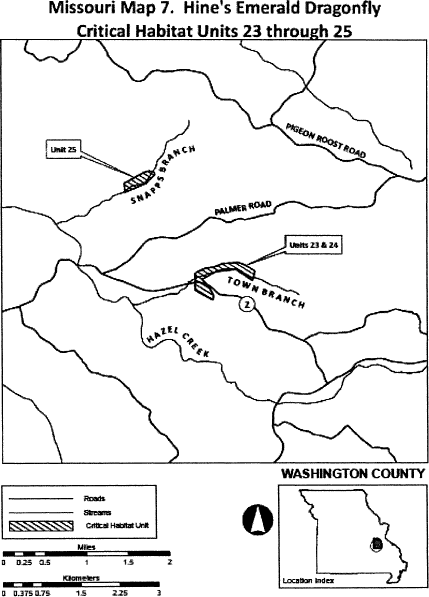 Missouri Map 7. Hine's Emerald Dragonfly
Critical Habitat Units 23 through 25
PIGEON ROOST ROAD
Unit 25
SNAPPS BRANCH
PALMER ROAD
Units 23 & 24
TOWN BRANCH
2
HAZEL CREEK
WASHINGTON COUNTY
Roads
Streams
Critical Habitat Unit
Miles
0 0.25 0.5 1 1.5 2
Kilometers
0 0.375 0.75 1.5 2.25 3
Location Index